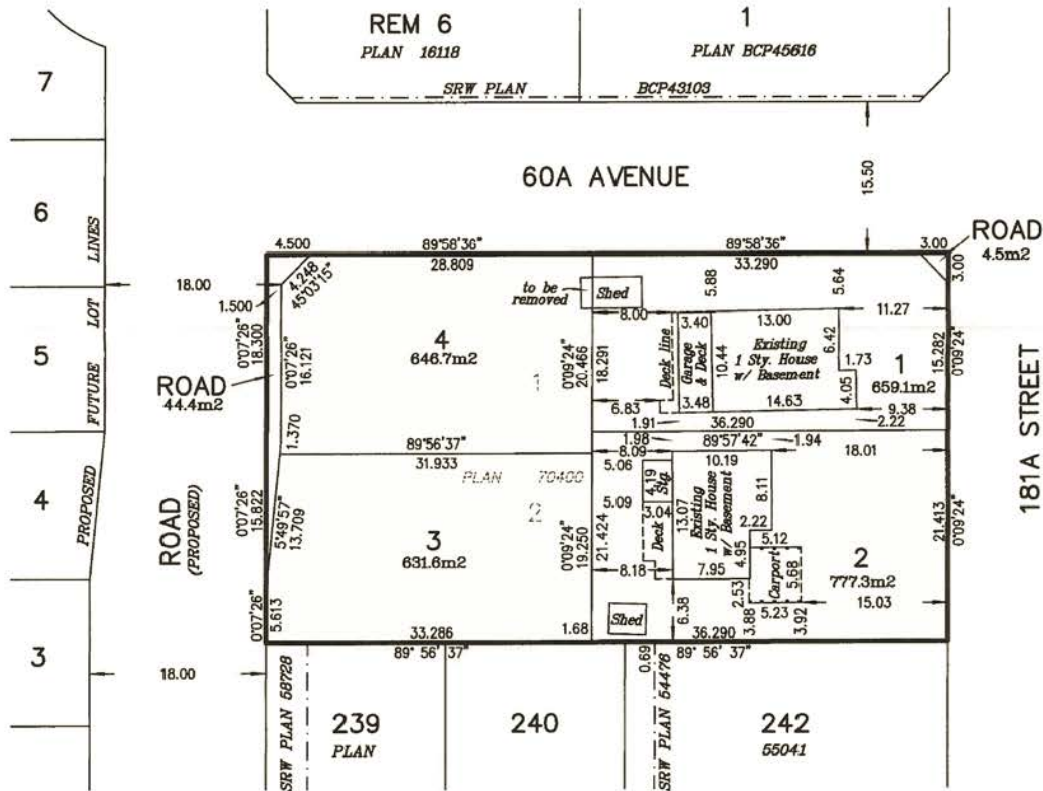 REM 6
PLAN 16118
1
PLAN BCP45616
SRW PLAN BCP43103
7
6
5
4
3
PROPOSED FUTURE LOT LINES
60A AVENUE
15.50
ROAD
4.5m2
3.00
3.00
4.500
89°58'36"
89°58'36"
28.809
33.290
4.248
45°03'15"
18.00
1.500
0°07'26"
18.300
0°07'26"
16.121
ROAD
44.4m2
1.370
4
646.7m2
1
0°09'24"
20.466
18.291
to be
removed
Shed
5.88
5.64
8.00
3.40
13.00
11.27
Deck line
Garage
& Deck
10.44
Existing
1 Sty. House
w/ Basement
6.42
1.73
4.05
1
659.1m2
15.282
0°09'24"
6.83
3.48
14.63
9.38
1.91
36.290
2.22
89°56'37"
31.933
1.98
89°57'42"
1.94
8.09
18.01
PLAN 70400
2
5.06
10.19
4.19
Stg.
5.09
3.04
Deck
13.07
Existing
1 Sty. House
w/ Basement
8.11
2.22
5.12
4.95
7.95
Carport
5.68
2
777.3m2
21.413
0°09'24"
181A STREET
ROAD
(PROPOSED)
0°07'26"
15.822
5°49'57"
13.709
3
631.6m2
0°09'24"
19.250
21.424
8.18
2.53
5.23
15.03
0°07'26"
5.613
Shed
6.38
3.88
3.92
33.286
1.68
36.290
89° 56' 37"
0.69
89° 56' 37"
18.00
SRW PLAN 58728
239
PLAN
240
SRW PLAN 54476
242
55041